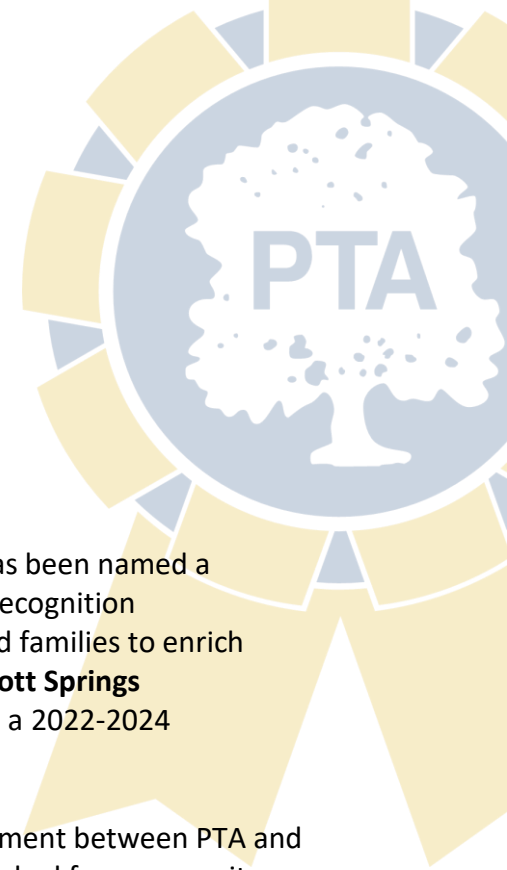 PTA
as been named a
ecognition
d families to enrich
ott Springs
a 2022-2024
ment between PTA and